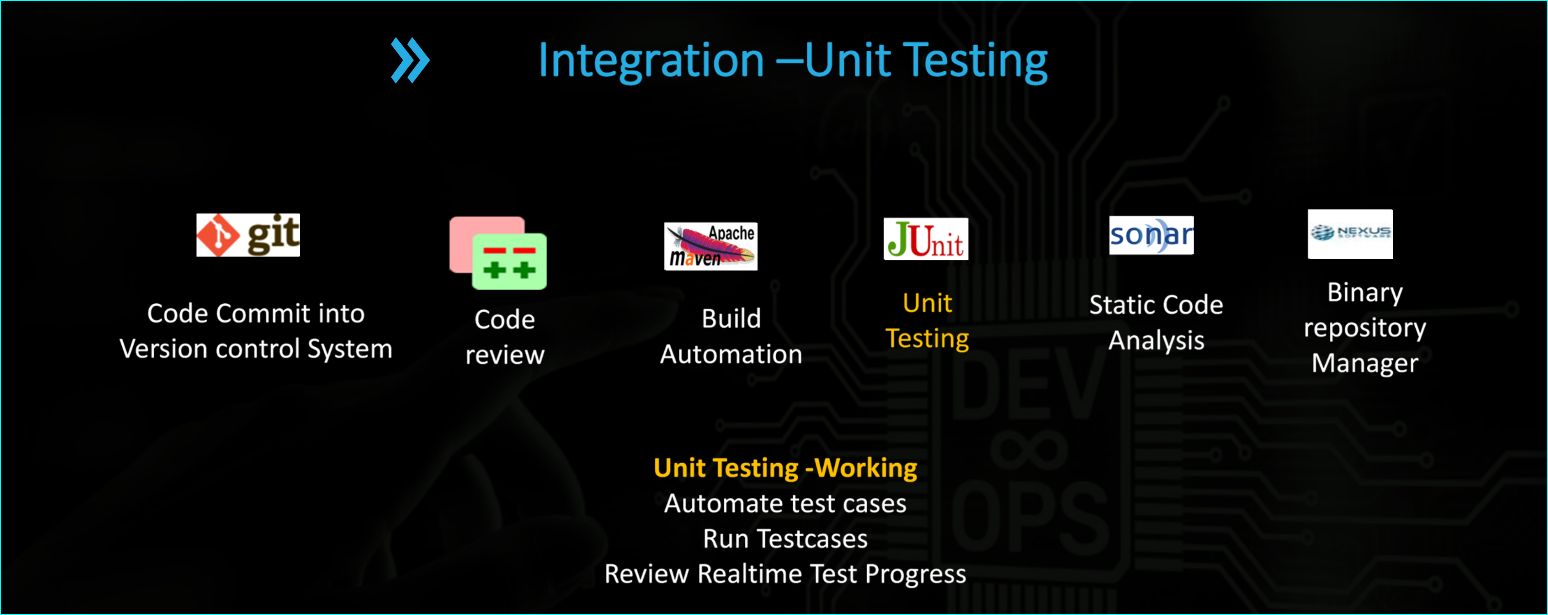 Integration –Unit Testing
git
Apache
maven
JUnit
sonar
NEXUS
SOFTWARE
Code Commit into
Version control System
Code
review
Build
Automation
Unit
Testing
Static Code
Analysis
Binary
repository
Manager
DEV
OPS
Unit Testing -Working
Automate test cases
Run Testcases
Review Realtime Test Progress